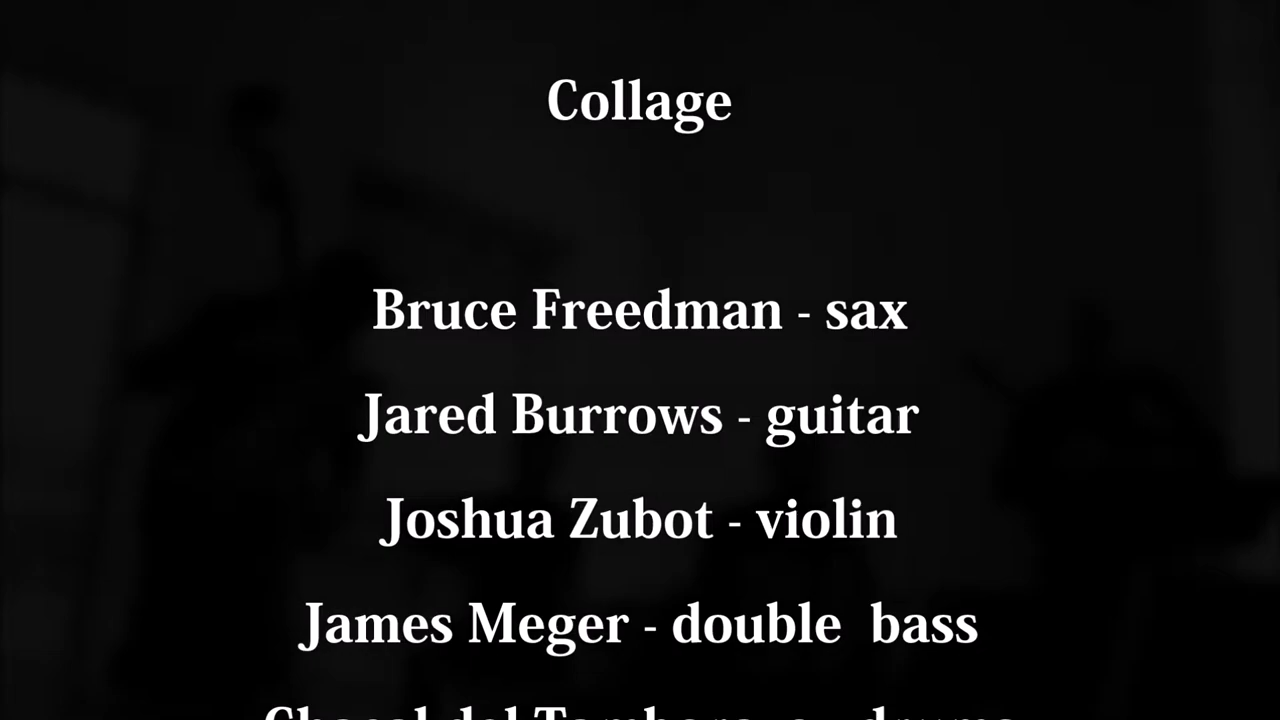 Collage
Bruce Freedman - sax
Jared Burrows - guitar
Joshua Zubot - violin
James Meger - double  bass